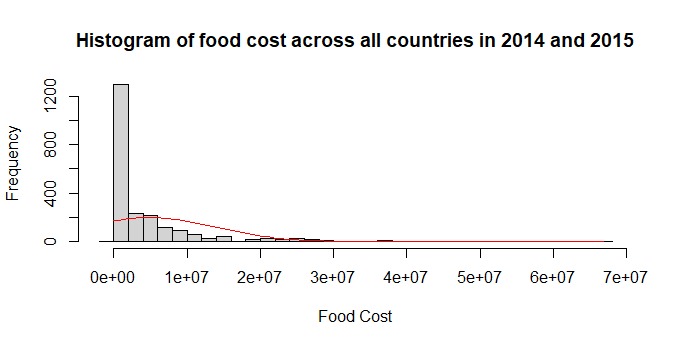 Histogram of food cost across all countries in 2014 and 2015
Frequency
1200
800
400
0
0e+00 1e+07 2e+07 3e+07 4e+07 5e+07 6e+07 7e+07
Food Cost